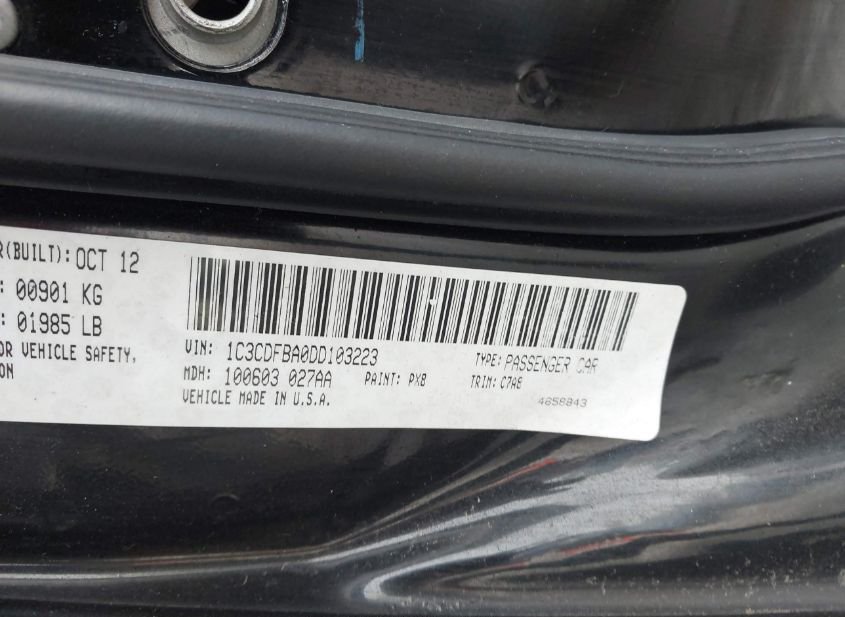 R(BUILT): OCT 12
: 00901 KG
: 01985 LB
OR VEHICLE SAFETY,
ON
VIN: 1C3CDFBA0DD103223
TYPE: PASSENGER CAR
MDH: 100603 027AA
PAINT: PX8
TRIM: C7A8
VEHICLE MADE IN U.S.A.
4658843